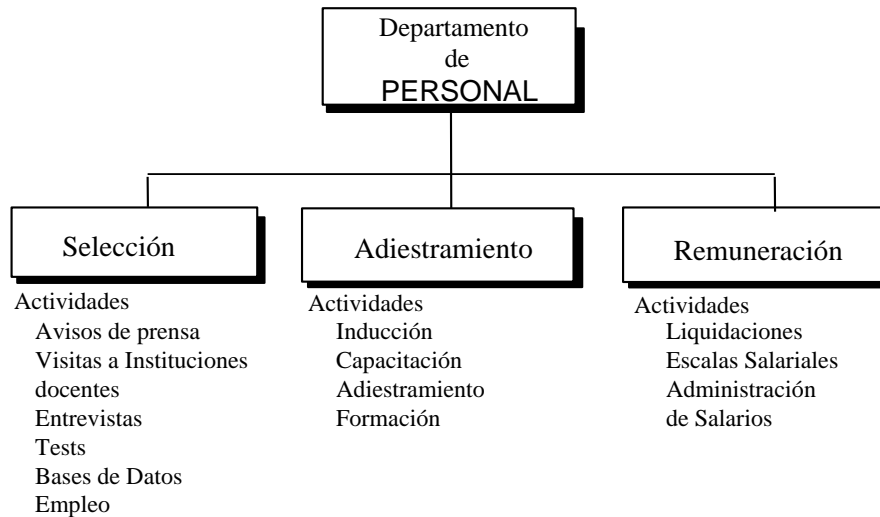 Departamento
de
PERSONAL
Selección
Actividades
Avisos de prensa
Visitas a Instituciones
docentes
Entrevistas
Tests
Bases de Datos
Empleo
Adiestramiento
Actividades
Inducción
Capacitación
Adiestramiento
Formación
Remuneración
Actividades
Liquidaciones
Escalas Salariales
Administración
de Salarios